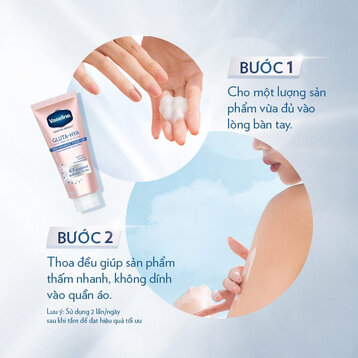 BƯỚC 1
Cho một lượng sản
phẩm vừa đủ vào
lòng bàn tay.
Vaseline
GLUTA-HYA
BƯỚC 2
Thoa đều giúp sản phẩm
thấm nhanh, không dính
vào quần áo.
Lưu ý: Sử dụng 2 lần/ngày
sau khi tắm để đạt hiệu quả tối ưu